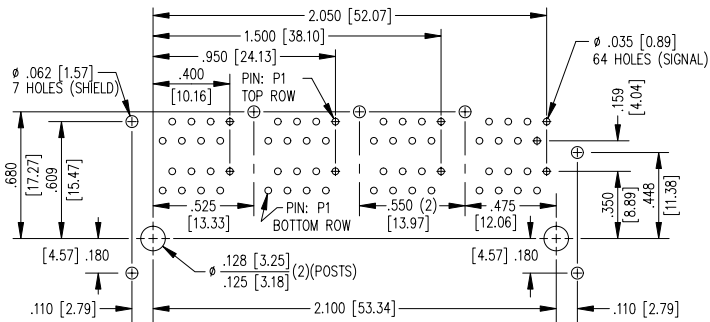 2.050 [52.07]
1.500 [38.10]
.950 [24.13]
.400
[10.16]
PIN: P1
TOP ROW
ø .062 [1.57]
7 HOLES (SHIELD)
ø .035 [0.89]
64 HOLES (SIGNAL)
.159
[4.04]
.680
[17.27]
.609
[15.47]
.350
[8.89]
.448
[11.38]
.525
[13.33]
PIN: P1
BOTTOM ROW
.550 (2)
[13.97]
.475
[12.06]
[4.57] .180
ø .128 [3.25]
.125 [3.18] (2)(POSTS)
[4.57] .180
.110 [2.79]
2.100 [53.34]
.110 [2.79]